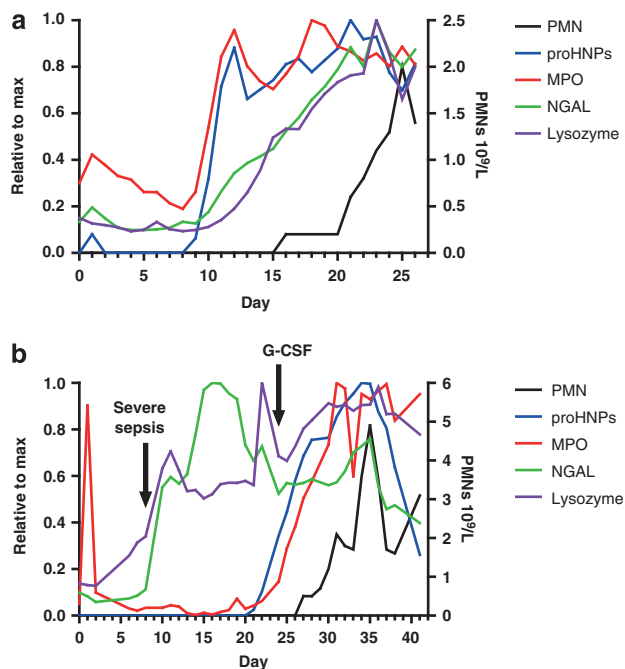 a
1.0
0.8
0.6
0.4
0.2
0.0
Relative to max
2.5
2.0
1.5
1.0
0.5
0.0
PMNs 10⁹/L
0 5 10 15 20 25
Day
PMN
proHNPs
MPO
NGAL
Lysozyme
b
G-CSF
Severe
sepsis
1.0
0.8
0.6
0.4
0.2
0.0
Relative to max
6
5
4
3
2
1
0
PMNs 10⁹/L
0 5 10 15 20 25 30 35 40
Day
PMN
proHNPs
MPO
NGAL
Lysozyme